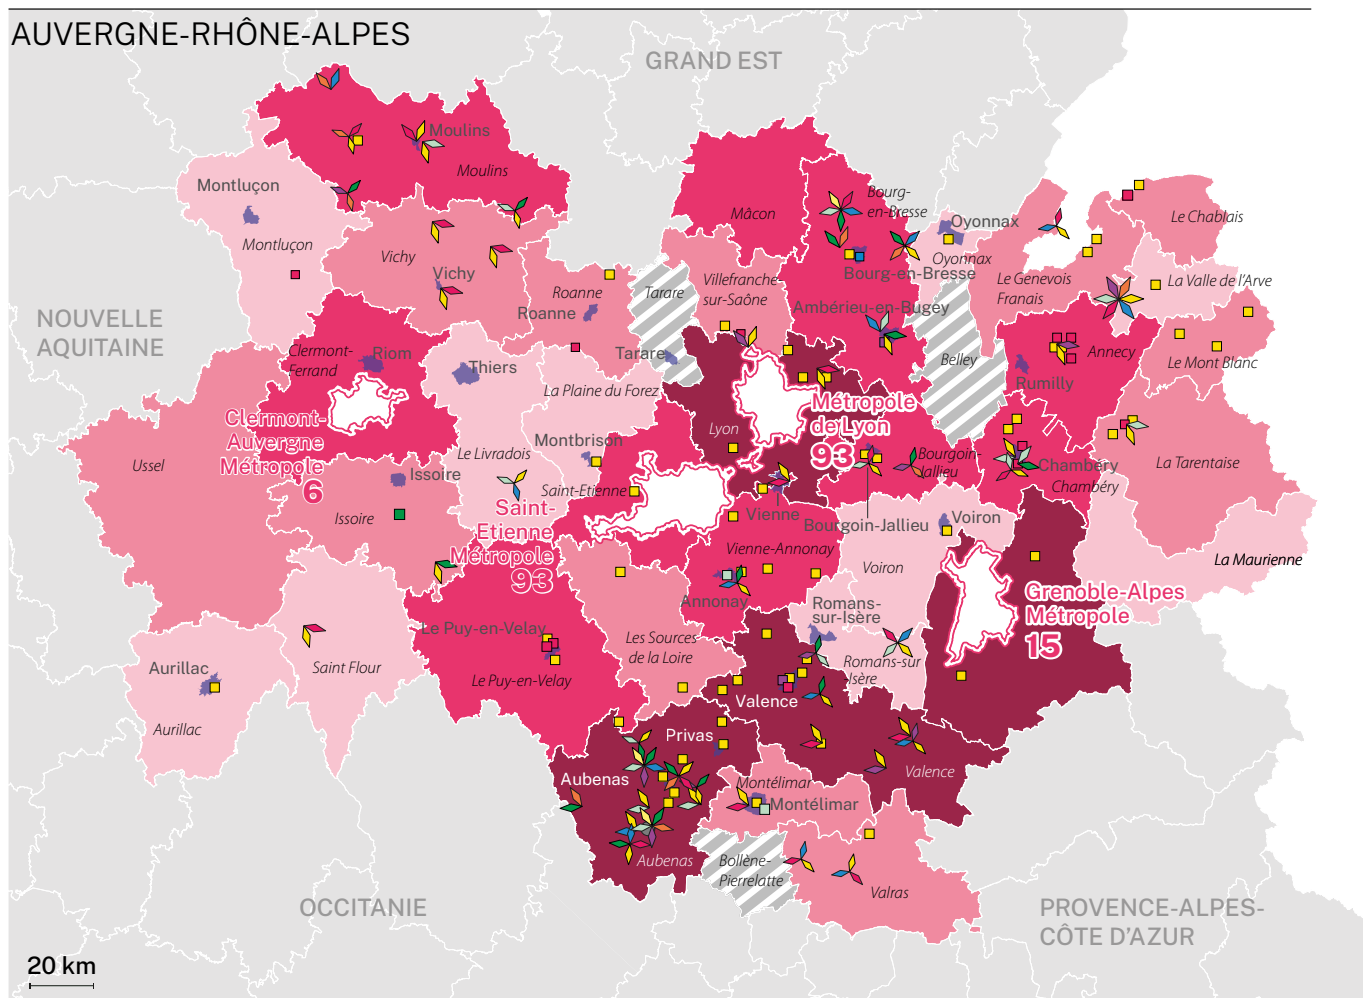 AUVERGNE-RHÔNE-ALPES
GRAND EST
Moulins
Moulins
Montluçon
Montluçon
Mâcon
Bourg-
en-Bresse
Oyonnax
Oyonnax
Le Chablais
Vichy
Vichy
Bourg-en-Bresse
Roanne
Roanne
Tarare
Tarare
Villefranche-
sur-Saône
Ambérieu-en-Bugey
Le Genevois
Franais
La Valle de l'Arve
NOUVELLE
AQUITAINE
Clermont-
Ferrand
Riom
Thiers
La Plaine du Forez
Belley
Rumilly
Annecy
Le Mont Blanc
Clermont-
Auvergne
Métropole
6
Ussel
Le Livradois
Montbrison
Saint-Etienne
Lyon
Métropole
de Lyon
93
Bourgoin-
Jallieu
Chambéry
Chambéry
La Tarentaise
Issoire
Issoire
Saint-
Etienne
Métropole
93
Vienne
Bourgoin-Jallieu
Voiron
Voiron
Vienne-Annonay
Annonay
La Maurienne
Romans-
sur-Isère
Romans-sur
-Isère
Grenoble-Alpes
Métropole
15
Le Puy-en-Velay
Le Puy-en-Velay
Les Sources
de la Loire
Aurillac
Aurillac
Saint Flour
Valence
Valence
Privas
Aubenas
Aubenas
Montélimar
Montélimar
Bollène-
Pierrelatte
Valras
OCCITANIE
PROVENCE-ALPES-
CÔTE D'AZUR
20 km